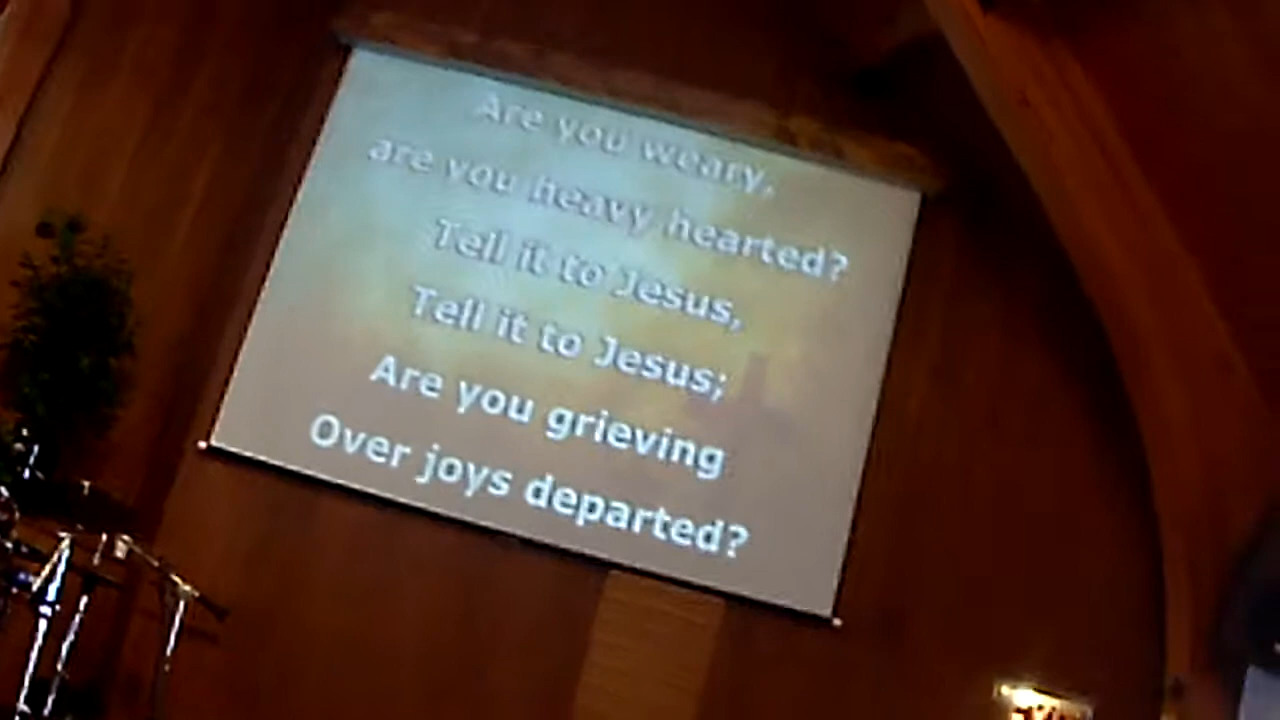 Are you weary,
are you heavy hearted?
Tell it to Jesus,
Tell it to Jesus;
Are you grieving
Over joys departed?